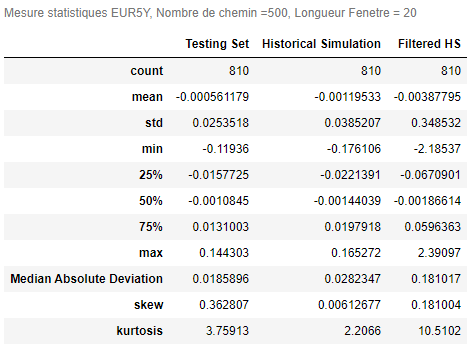 Mesure statistiques EUR5Y, Nombre de chemin =500, Longueur Fenetre = 20
Testing Set Historical Simulation Filtered HS
count 810 810 810
mean -0.000561179 -0.00119533 -0.00387795
std 0.0253518 0.0385207 0.348532
min -0.11936 -0.176106 -2.18537
25% -0.0157725 -0.0221391 -0.0670901
50% -0.0010845 -0.00144039 -0.00186614
75% 0.0131003 0.0197918 0.0596363
max 0.144303 0.165272 2.39097
Median Absolute Deviation 0.0185896 0.0282347 0.181017
skew 0.362807 0.00612677 0.181004
kurtosis 3.75913 2.2066 10.5102